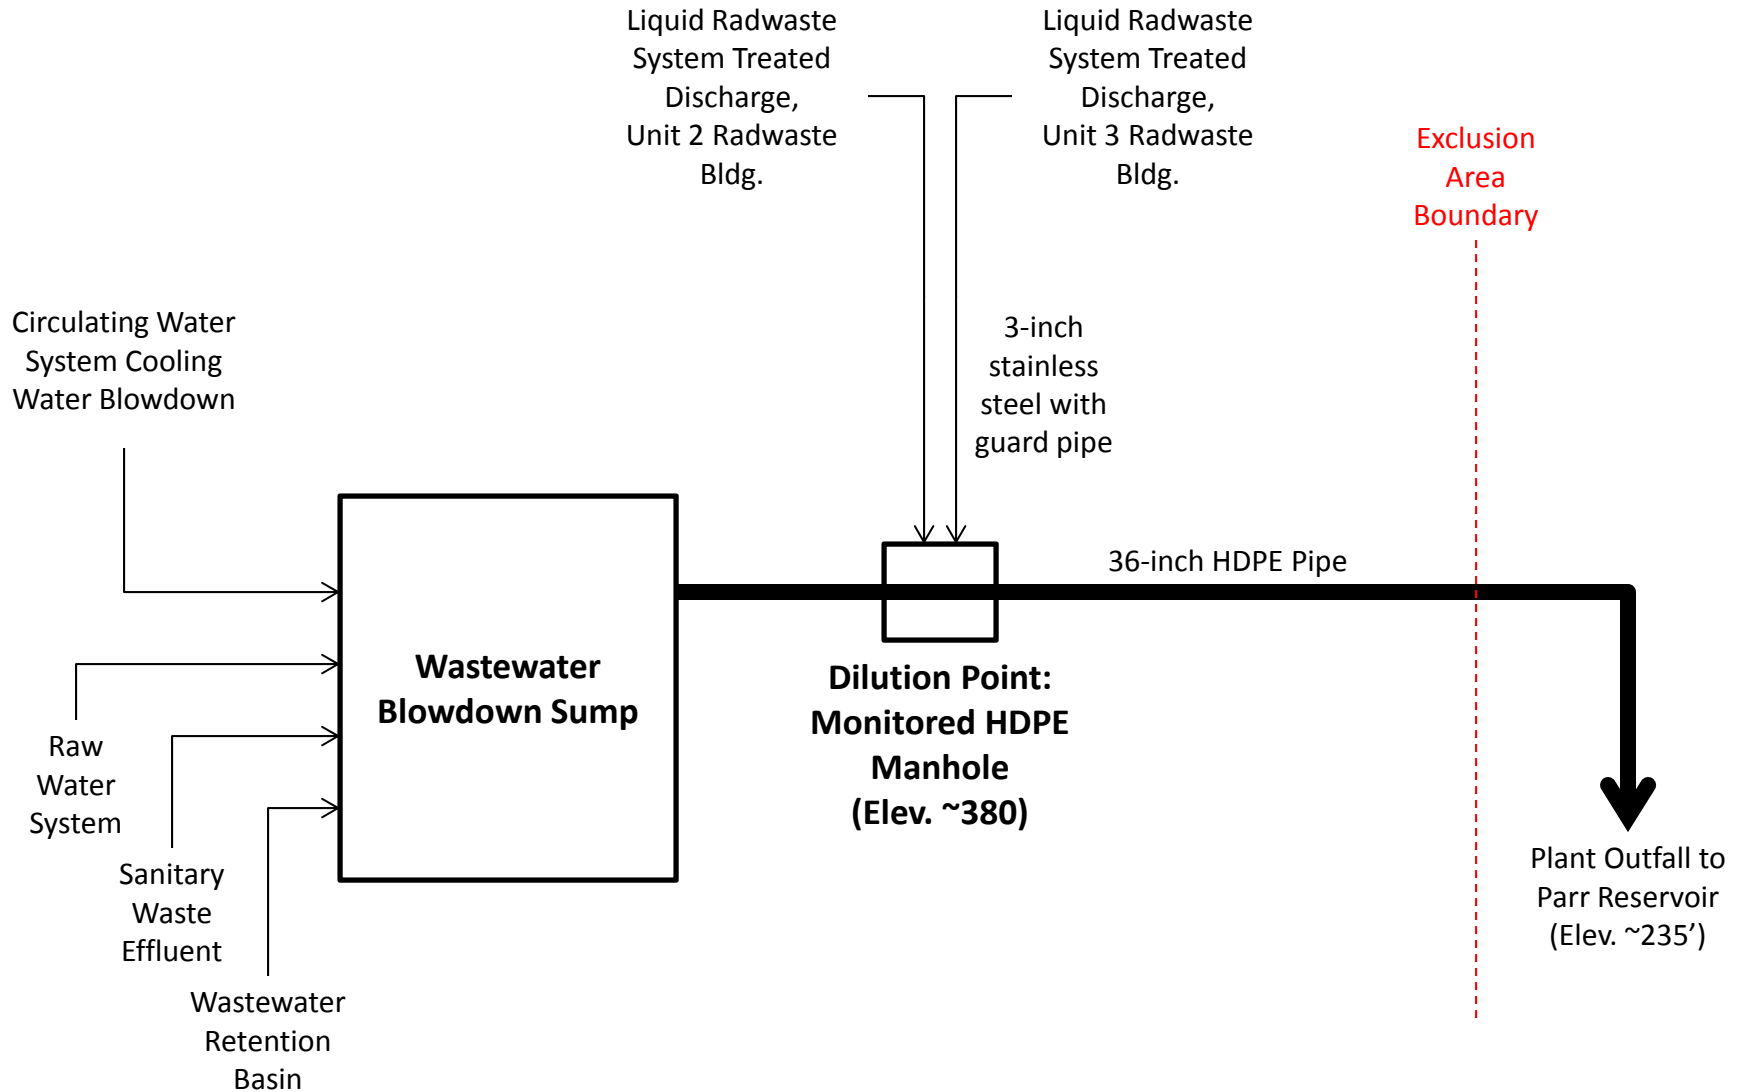 Liquid Radwaste
System Treated
Discharge,
Unit 2 Radwaste
Bldg.
Liquid Radwaste
System Treated
Discharge,
Unit 3 Radwaste
Bldg.
Exclusion
Area
Boundary
Circulating Water
System Cooling
Water Blowdown
3-inch
stainless
steel with
guard pipe
36-inch HDPE Pipe
Wastewater
Blowdown Sump
Dilution Point:
Monitored HDPE
Manhole
(Elev. ~380)
Raw
Water
System
Sanitary
Waste
Effluent
Wastewater
Retention
Basin
Plant Outfall to
Parr Reservoir
(Elev. ~235’)